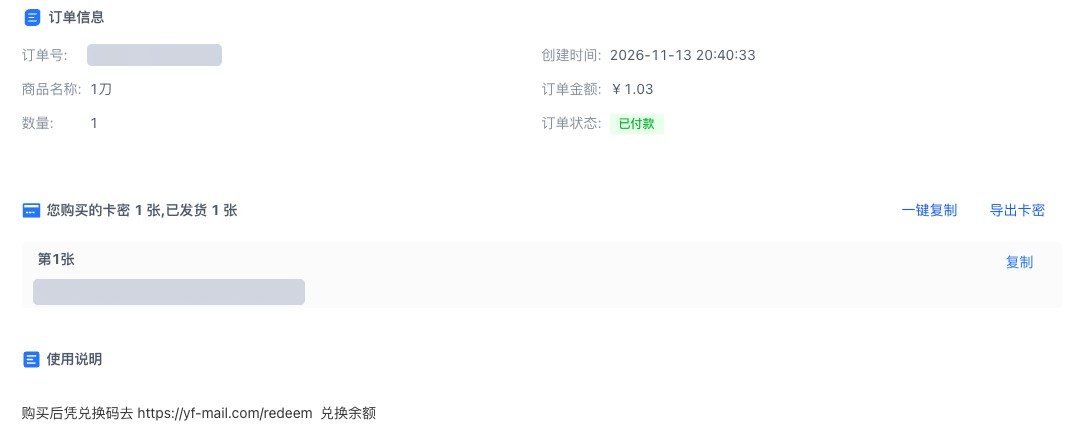 订单信息
订单号: 创建时间: 2026-11-13 20:40:33
商品名称: 1刀 订单金额: ¥ 1.03
数量: 1 订单状态: 已付款
您购买的卡密 1 张,已发货 1 张 一键复制 导出卡密
第1张 复制
使用说明
购买后凭兑换码去 https://yf-mail.com/redeem 兑换余额